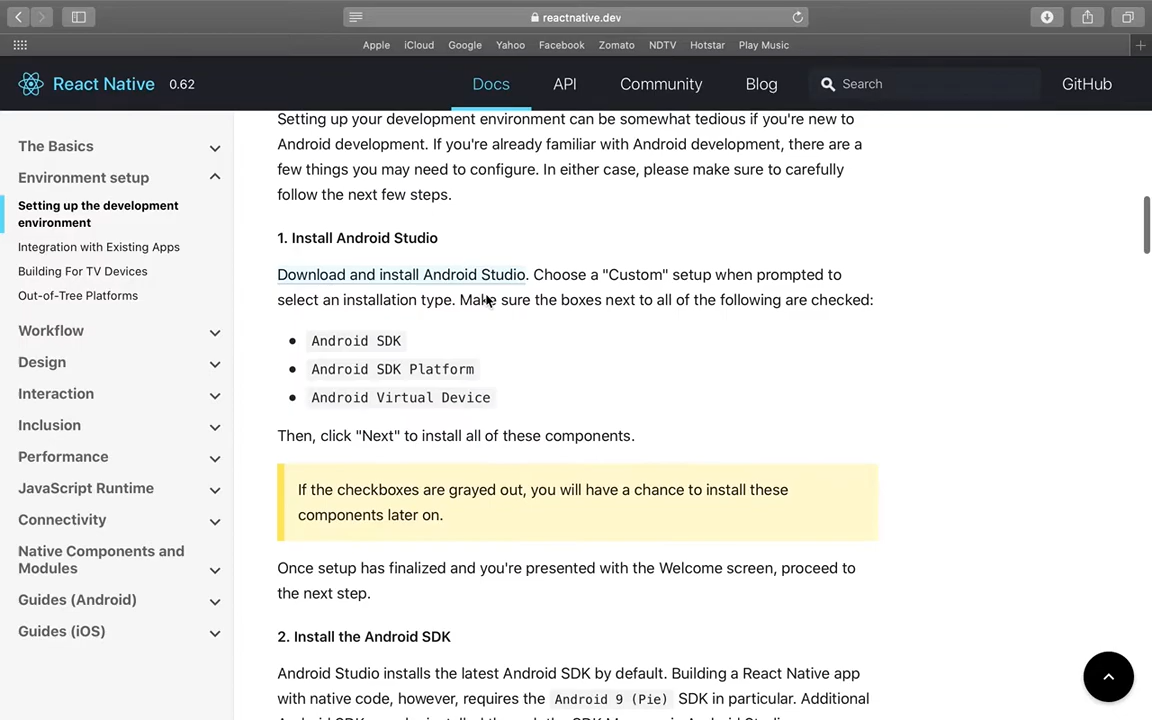 reactnative.dev
Apple iCloud Google Yahoo Facebook Zomato NDTV Hotstar Play Music
React Native 0.62 Docs API Community Blog Search GitHub
The Basics
Environment setup
Setting up the development
environment
Integration with Existing Apps
Building For TV Devices
Out-of-Tree Platforms
Workflow
Design
Interaction
Inclusion
Performance
JavaScript Runtime
Connectivity
Native Components and
Modules
Guides (Android)
Guides (iOS)
Setting up your development environment can be somewhat tedious if you're new to
Android development. If you're already familiar with Android development, there are a
few things you may need to configure. In either case, please make sure to carefully
follow the next few steps.
1. Install Android Studio
Download and install Android Studio. Choose a "Custom" setup when prompted to
select an installation type. Make sure the boxes next to all of the following are checked:
Android SDK
Android SDK Platform
Android Virtual Device
Then, click "Next" to install all of these components.
If the checkboxes are grayed out, you will have a chance to install these
components later on.
Once setup has finalized and you're presented with the Welcome screen, proceed to
the next step.
2. Install the Android SDK
Android Studio installs the latest Android SDK by default. Building a React Native app
with native code, however, requires the Android 9 (Pie) SDK in particular. Additional